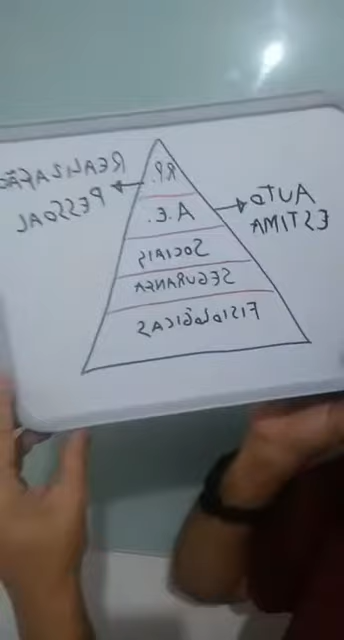 REALIZAÇÃO
PESSOAL
R.P.
A.E.
AUTO
ESTIMA
SOCIAIS
SEGURANÇA
FISIOLÓGICAS